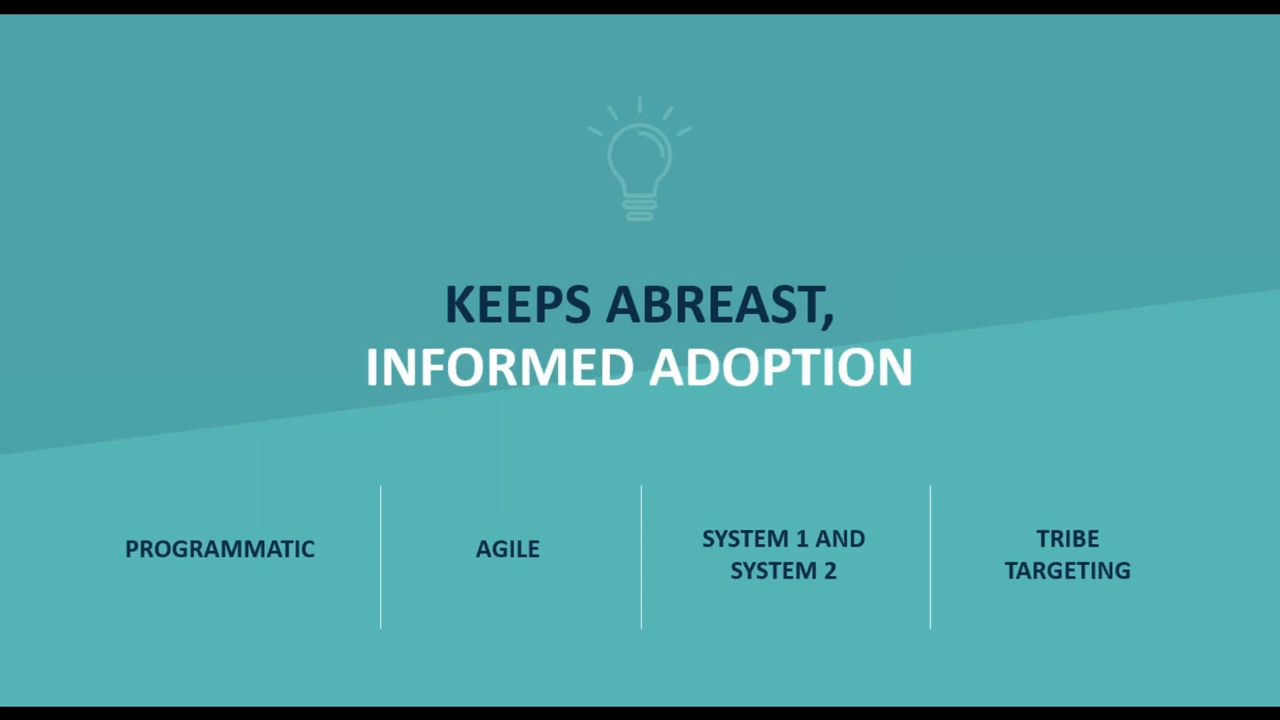 KEEPS ABREAST,
INFORMED ADOPTION
PROGRAMMATIC
AGILE
SYSTEM 1 AND
SYSTEM 2
TRIBE
TARGETING